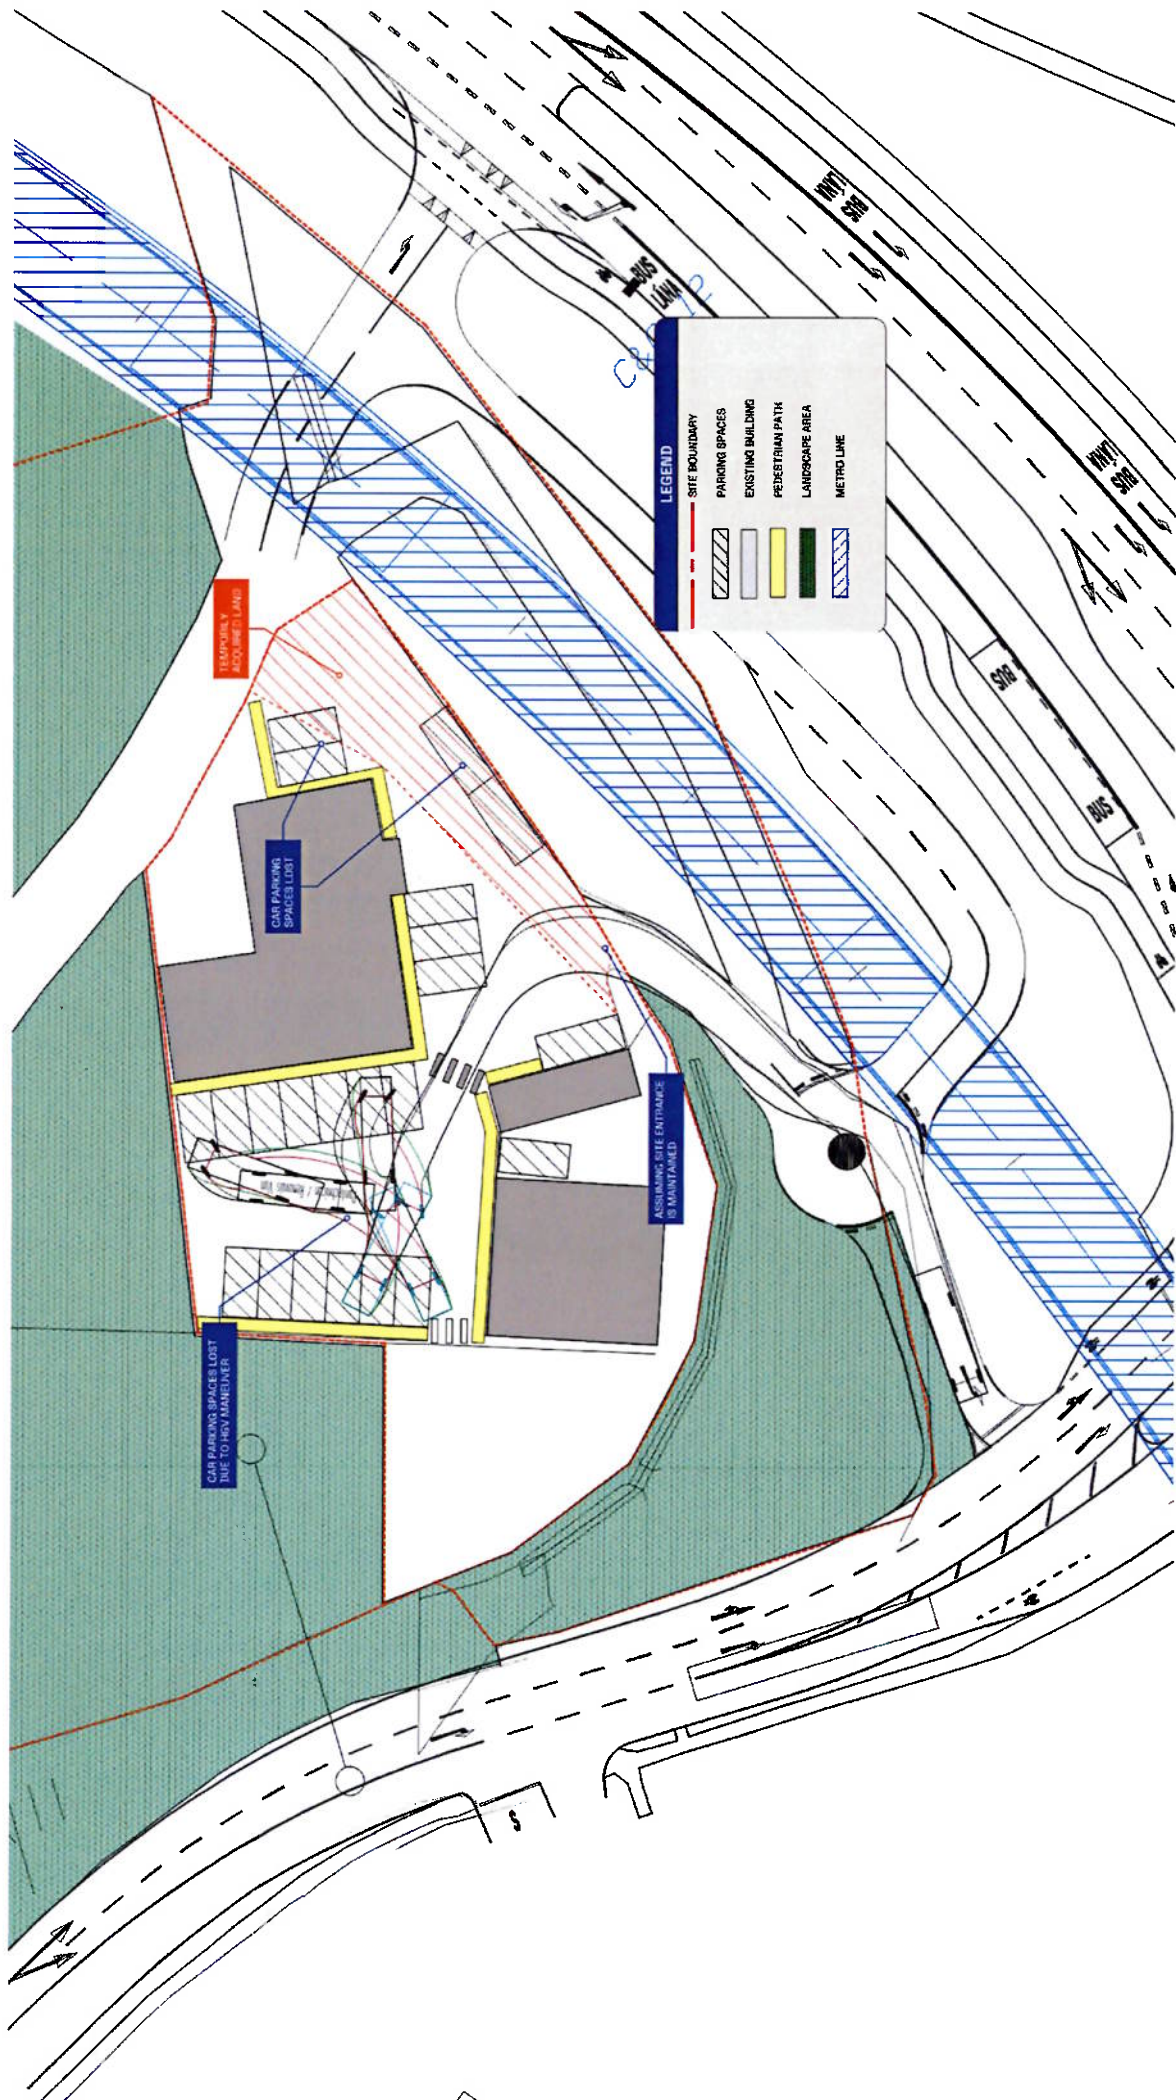 TEMPORILY
ACQUIRED LAND
CAR PARKING
SPACES LOST
CAR PARKING SPACES LOST
DUE TO HGV MANEUVER
ASSUMING SITE ENTRANCE
IS MAINTAINED
LEGEND
SITE BOUNDARY
PARKING SPACES
EXISTING BUILDING
PEDESTRIAN PATH
LANDSCAPE AREA
METRO LINE
BUS
LÁNA
BUS
LÁNA
BUS
LÁNA
BUS
BUS
S